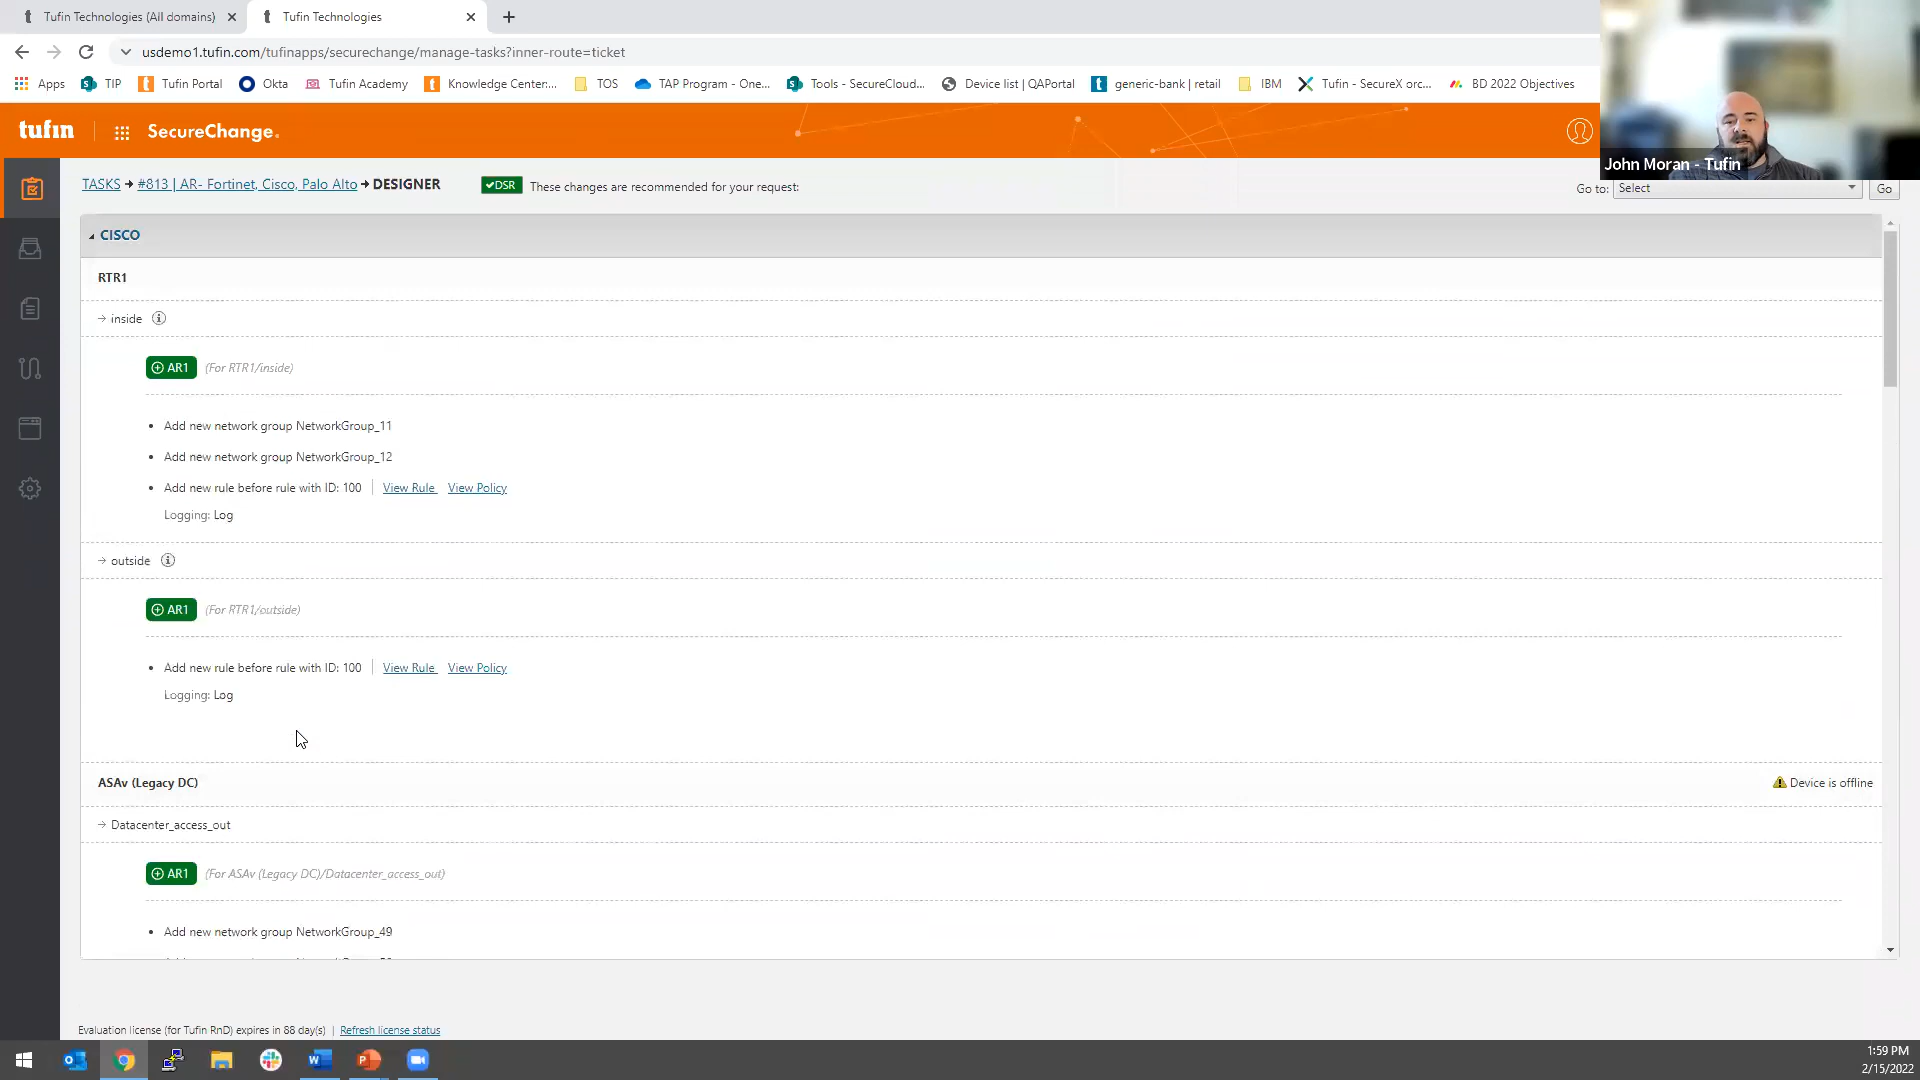 Tufin Technologies (All domains)
Tufin Technologies
usdemo1.tufin.com/tufinapps/securechange/manage-tasks?inner-route=ticket
Apps
TIP
Tufin Portal
Okta
Tufin Academy
Knowledge Center:...
TOS
TAP Program - One...
Tools - SecureCloud...
Device list | QAPortal
generic-bank | retail
IBM
Tufin - SecureX orc...
BD 2022 Objectives
tufin
SecureChange
John Moran - Tufin
TASKS → #813 | AR- Fortinet, Cisco, Palo Alto → DESIGNER
DSR
These changes are recommended for your request:
Go to: Select Go
CISCO
RTR1
inside
AR1 (For RTR1/inside)
• Add new network group NetworkGroup_11
• Add new network group NetworkGroup_12
• Add new rule before rule with ID: 100 | View Rule View Policy
Logging: Log
outside
AR1 (For RTR1/outside)
• Add new rule before rule with ID: 100 | View Rule View Policy
Logging: Log
ASAv (Legacy DC)
Device is offline
Datacenter_access_out
AR1 (For ASAv (Legacy DC)/Datacenter_access_out)
• Add new network group NetworkGroup_49
Evaluation license (for Tufin RnD) expires in 88 day(s) | Refresh license status
1:59 PM
2/15/2022